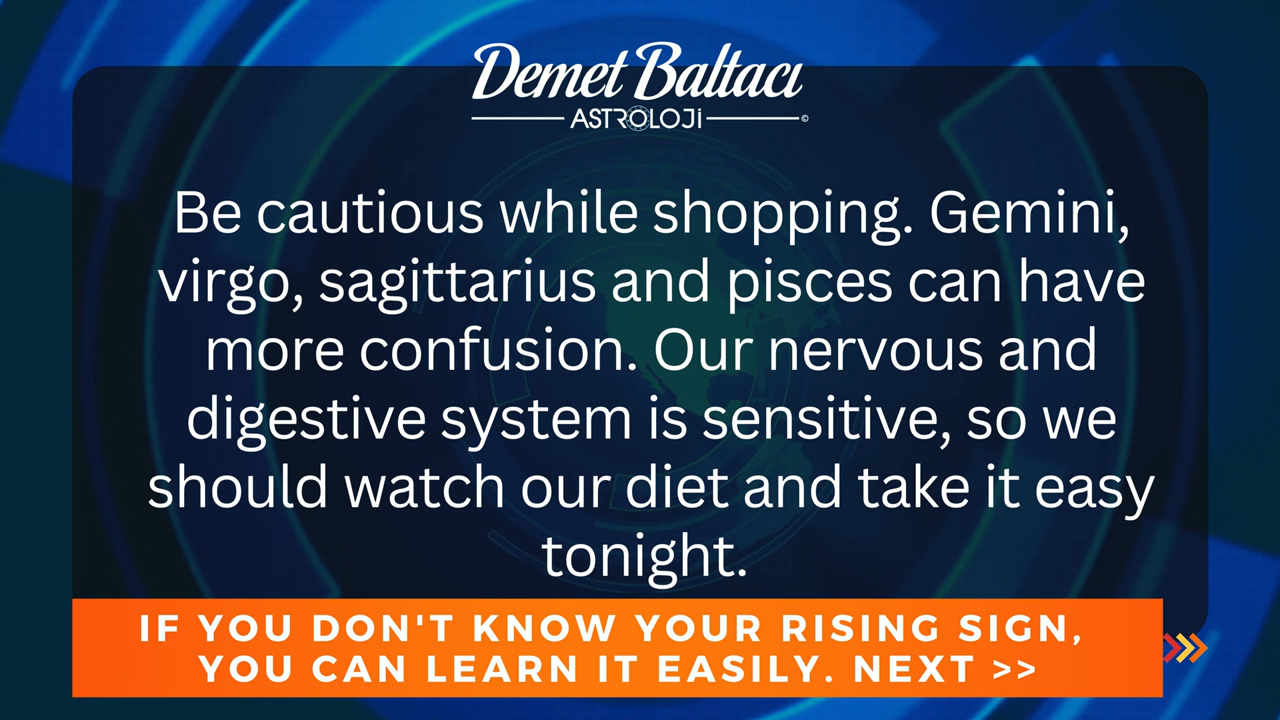 Demet Baltacı
ASTROLOJi
©
Be cautious while shopping. Gemini,
virgo, sagittarius and pisces can have
more confusion. Our nervous and
digestive system is sensitive, so we
should watch our diet and take it easy
tonight.
IF YOU DON'T KNOW YOUR RISING SIGN,
YOU CAN LEARN IT EASILY. NEXT >>